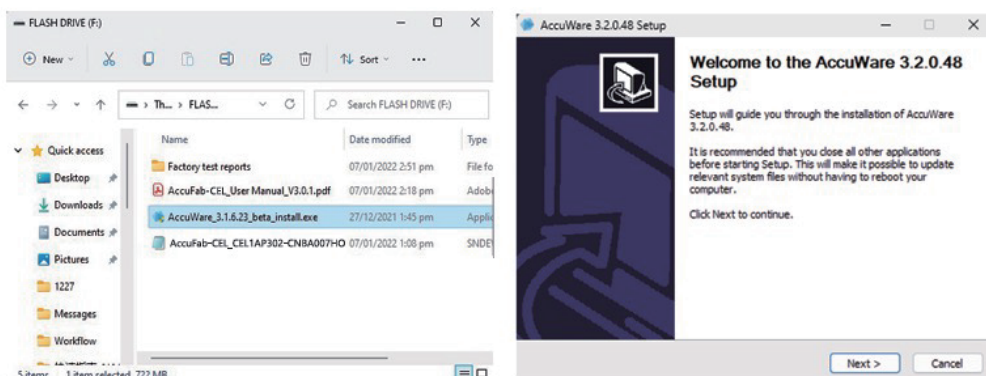 FLASH DRIVE (F:)
New
Sort
Th... > FLAS...
Search FLASH DRIVE (F:)
Name
Date modified
Type
Quick access
Desktop
Downloads
Documents
Pictures
1227
Messages
Workflow
Factory test reports 07/01/2022 2:51 pm File fo
AccuFab-CEL_User Manual_V3.0.1.pdf 07/01/2022 2:18 pm Adob
AccuWare_3.1.6.23_beta_install.exe 27/12/2021 1:45 pm Applic
AccuFab-CEL_CEL1AP302-CNBA007HO 07/01/2022 1:08 pm SNDE
5 items 1 item selected 722 MB
AccuWare 3.2.0.48 Setup
Welcome to the AccuWare 3.2.0.48
Setup
Setup will guide you through the installation of AccuWare
3.2.0.48.
It is recommended that you close all other applications
before starting Setup. This will make it possible to update
relevant system files without having to reboot your
computer.
Click Next to continue.
Next >
Cancel